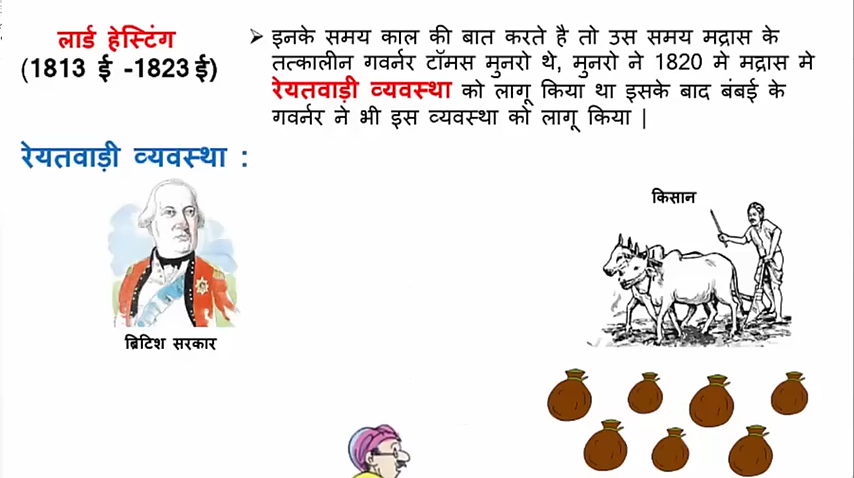 लार्ड हेस्टिंग
(1813 ई -1823ई)
➢ इनके समय काल की बात करते है तो उस समय मद्रास के
तत्कालीन गवर्नर टॉमस मुनरो थे, मुनरो ने 1820 मे मद्रास मे
रेयतवाड़ी व्यवस्था को लागू किया था इसके बाद बंबई के
गवर्नर ने भी इस व्यवस्था को लागू किया |
रेयतवाड़ी व्यवस्था :
किसान
ब्रिटिश सरकार